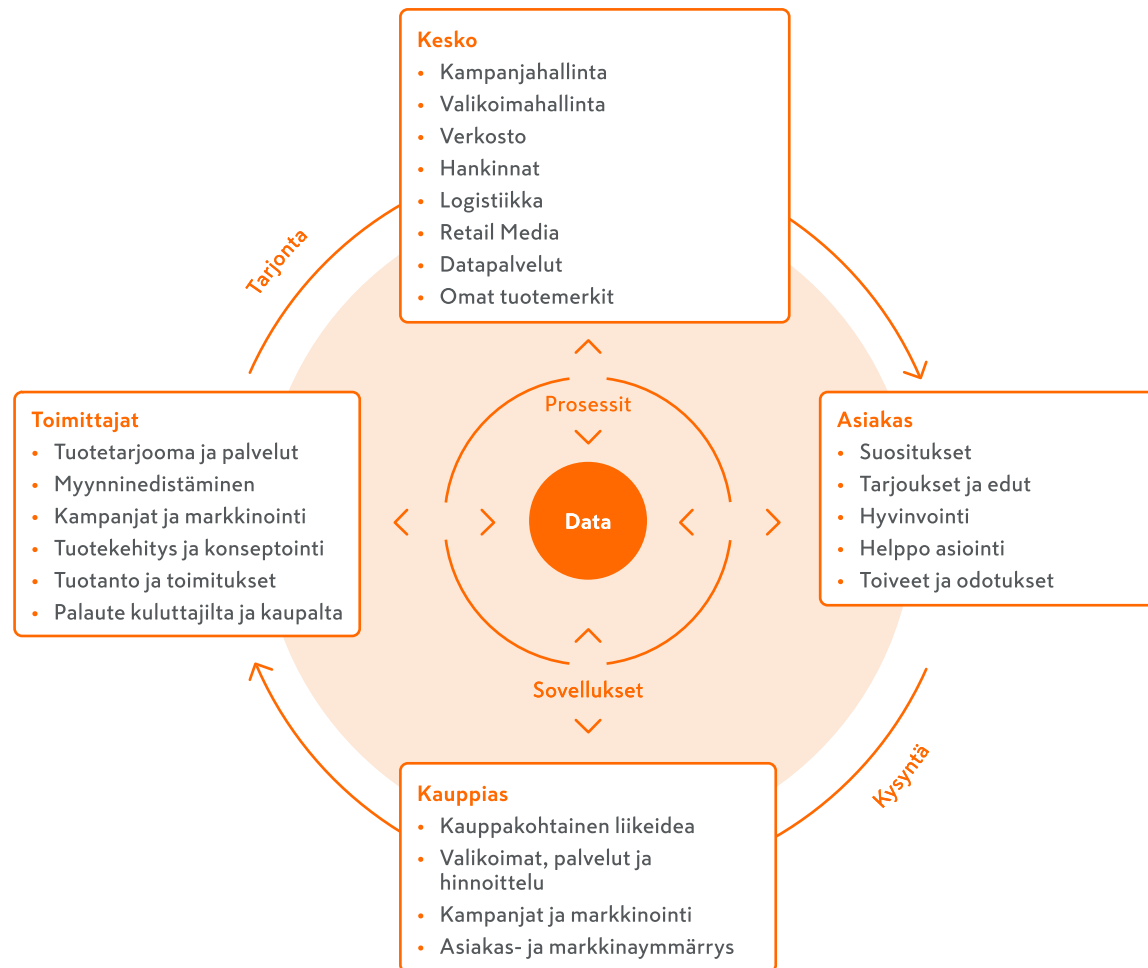 Kesko
• Kampanjahallinta
• Valikoimahallinta
• Verkosto
• Hankinnat
• Logistiikka
• Retail Media
• Datapalvelut
• Omat tuotemerkit
Tarjonta
Toimittajat
• Tuotetarjooma ja palvelut
• Myynninedistäminen
• Kampanjat ja markkinointi
• Tuotekehitys ja konseptointi
• Tuotanto ja toimitukset
• Palaute kuluttajilta ja kaupalta
Prosessit
Data
Sovellukset
Asiakas
• Suositukset
• Tarjoukset ja edut
• Hyvinvointi
• Helppo asiointi
• Toiveet ja odotukset
Kysyntä
Kauppias
• Kauppakohtainen liikeidea
• Valikoimat, palvelut ja
hinnoittelu
• Kampanjat ja markkinointi
• Asiakas- ja markkinaymmärrys